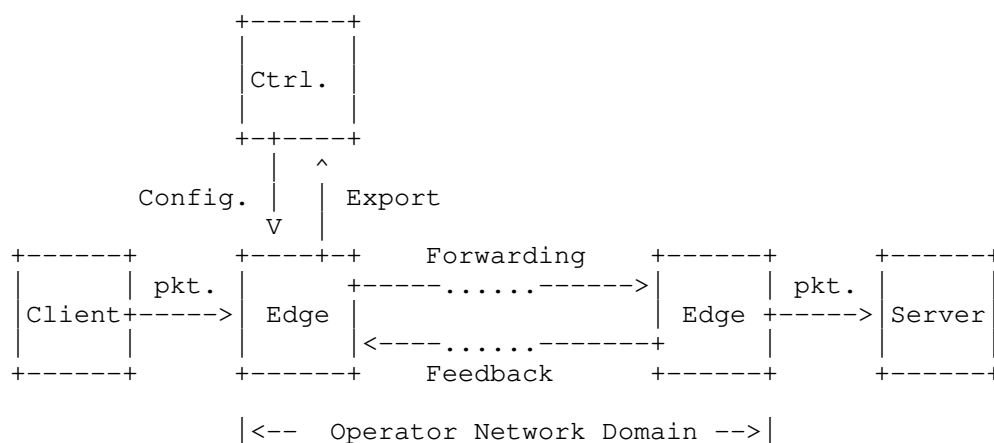 Ctrl.
Config. Export
Forwarding
pkt. pkt.
Client Edge Edge Server
Feedback
|<-- Operator Network Domain -->|